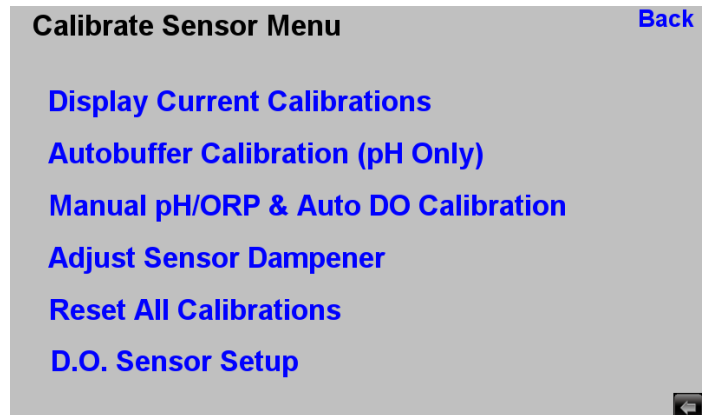 Calibrate Sensor Menu
Back
Display Current Calibrations
Autobuffer Calibration (pH Only)
Manual pH/ORP & Auto DO Calibration
Adjust Sensor Dampener
Reset All Calibrations
D.O. Sensor Setup